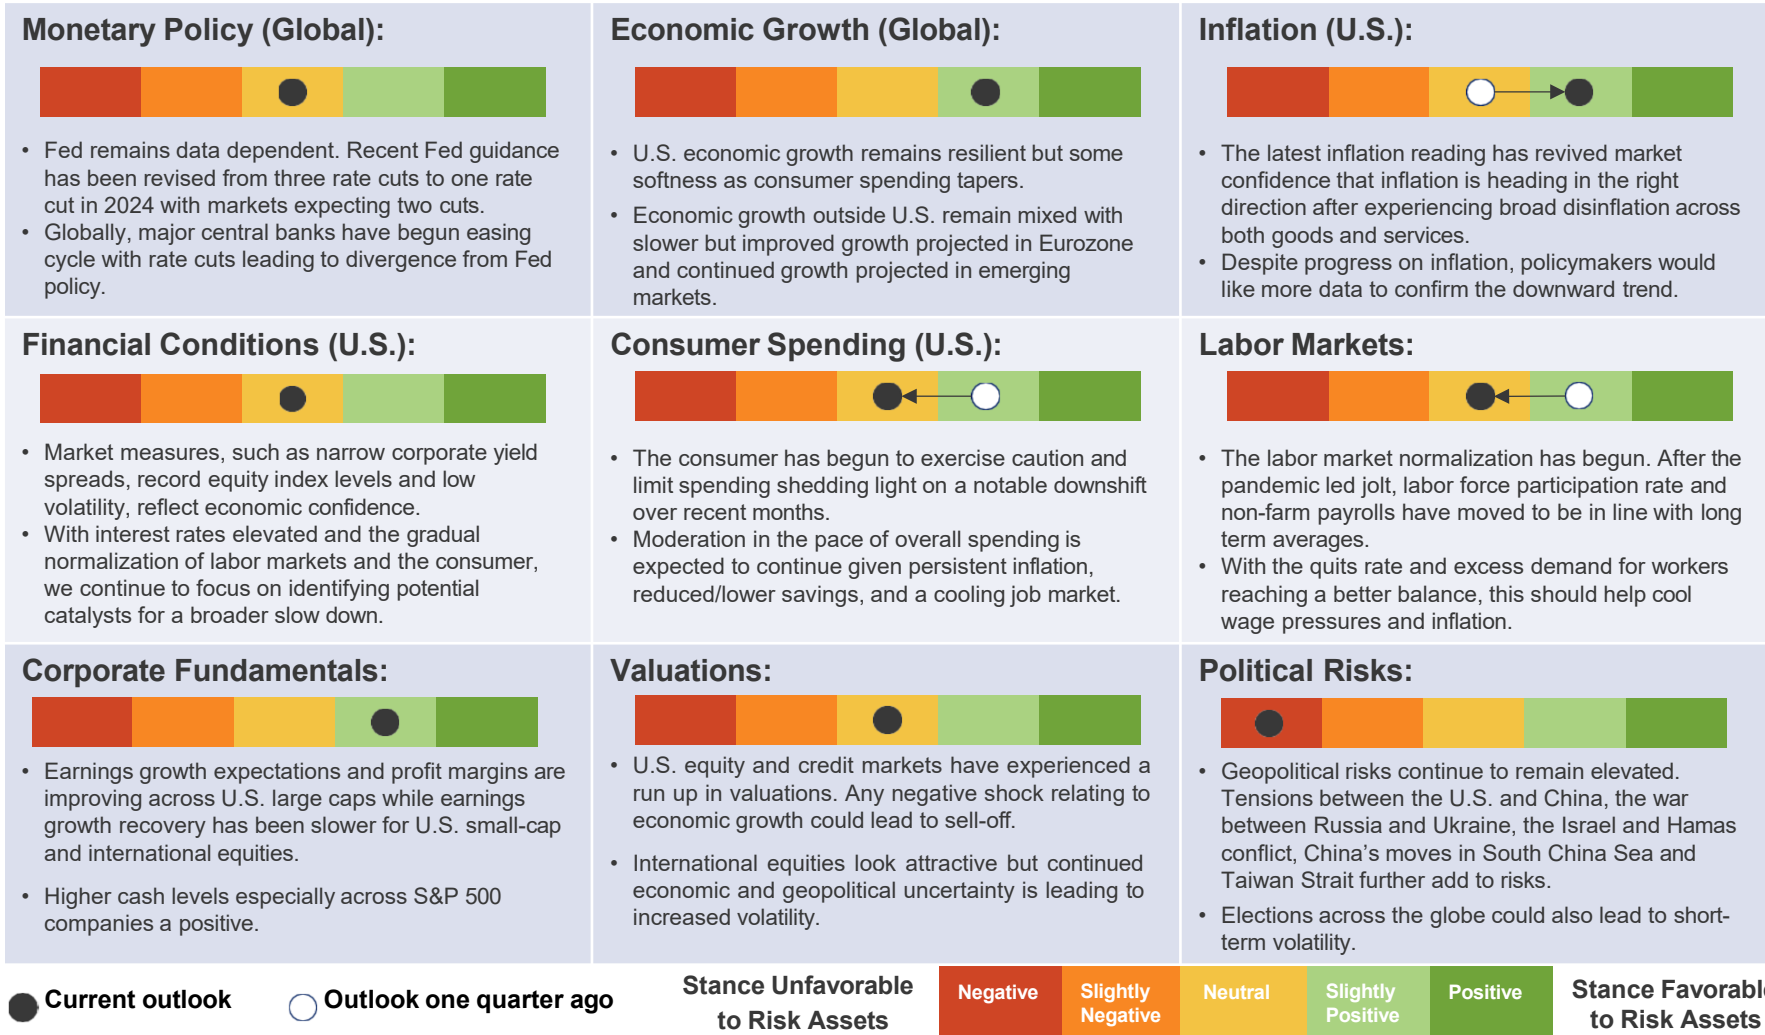 Monetary Policy (Global):
• Fed remains data dependent. Recent Fed guidance
has been revised from three rate cuts to one rate
cut in 2024 with markets expecting two cuts.
• Globally, major central banks have begun easing
cycle with rate cuts leading to divergence from Fed
policy.
Economic Growth (Global):
• U.S. economic growth remains resilient but some
softness as consumer spending tapers.
• Economic growth outside U.S. remain mixed with
slower but improved growth projected in Eurozone
and continued growth projected in emerging
markets.
Inflation (U.S.):
• The latest inflation reading has revived market
confidence that inflation is heading in the right
direction after experiencing broad disinflation across
both goods and services.
• Despite progress on inflation, policymakers would
like more data to confirm the downward trend.
Financial Conditions (U.S.):
• Market measures, such as narrow corporate yield
spreads, record equity index levels and low
volatility, reflect economic confidence.
• With interest rates elevated and the gradual
normalization of labor markets and the consumer,
we continue to focus on identifying potential
catalysts for a broader slow down.
Consumer Spending (U.S.):
• The consumer has begun to exercise caution and
limit spending shedding light on a notable downshift
over recent months.
• Moderation in the pace of overall spending is
expected to continue given persistent inflation,
reduced/lower savings, and a cooling job market.
Labor Markets:
• The labor market normalization has begun. After the
pandemic led jolt, labor force participation rate and
non-farm payrolls have moved to be in line with long
term averages.
• With the quits rate and excess demand for workers
reaching a better balance, this should help cool
wage pressures and inflation.
Corporate Fundamentals:
• Earnings growth expectations and profit margins are
improving across U.S. large caps while earnings
growth recovery has been slower for U.S. small-cap
and international equities.
• Higher cash levels especially across S&P 500
companies a positive.
Valuations:
• U.S. equity and credit markets have experienced a
run up in valuations. Any negative shock relating to
economic growth could lead to sell-off.
• International equities look attractive but continued
economic and geopolitical uncertainty is leading to
increased volatility.
Political Risks:
• Geopolitical risks continue to remain elevated.
Tensions between the U.S. and China, the war
between Russia and Ukraine, the Israel and Hamas
conflict, China’s moves in South China Sea and
Taiwan Strait further add to risks.
• Elections across the globe could also lead to short-
term volatility.
Current outlook
Outlook one quarter ago
Stance Unfavorable
to Risk Assets
Negative
Slightly
Negative
Neutral
Slightly
Positive
Positive
Stance Favorabl
to Risk Assets